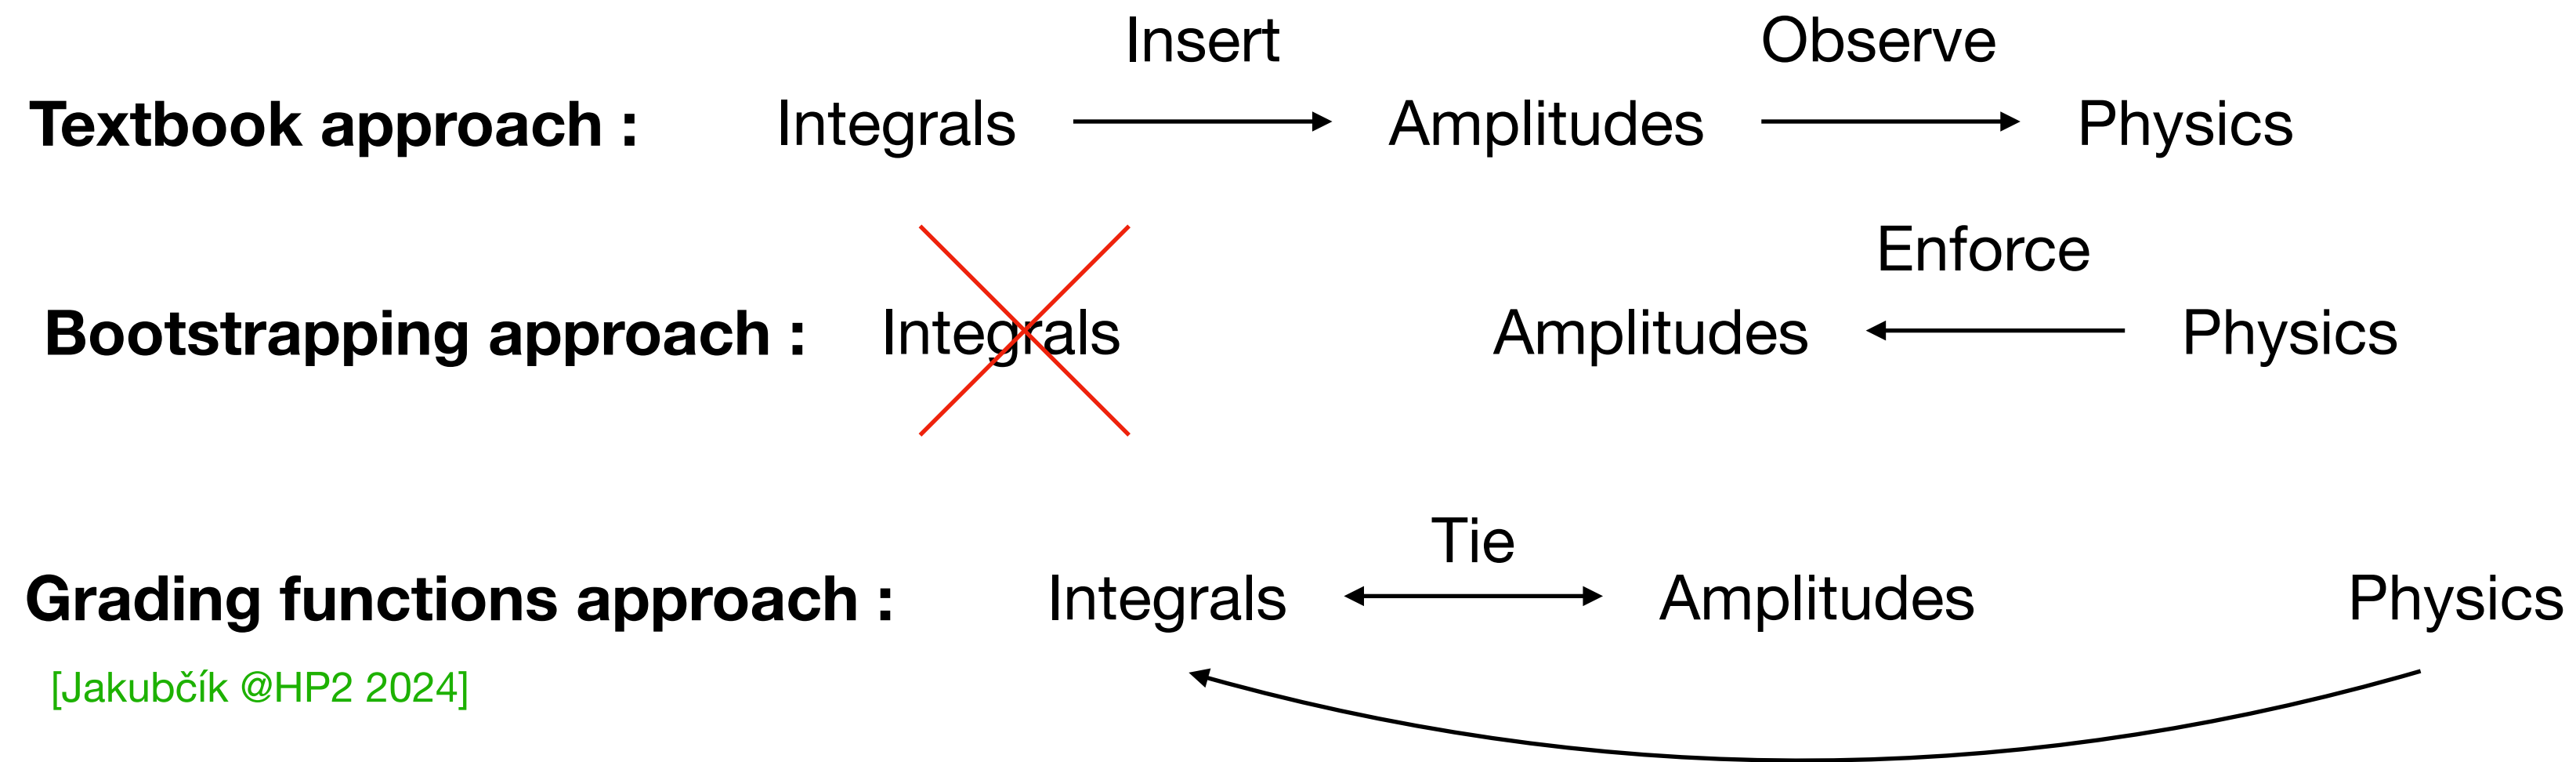 Insert Observe
Textbook approach : Integrals Amplitudes Physics
Enforce
Bootstrapping approach : Integrals Amplitudes Physics
Tie
Grading functions approach : Integrals Amplitudes Physics
[Jakubčík @HP2 2024]